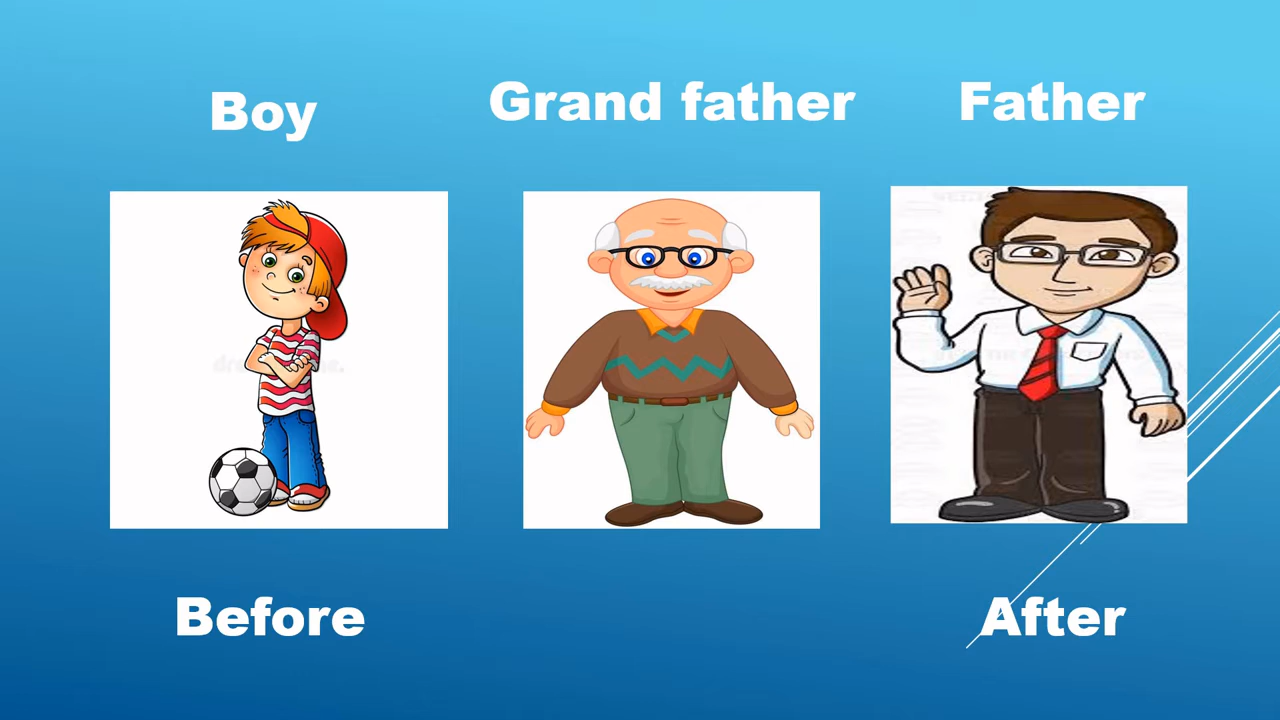 Boy
Grand father
Father
Before
After